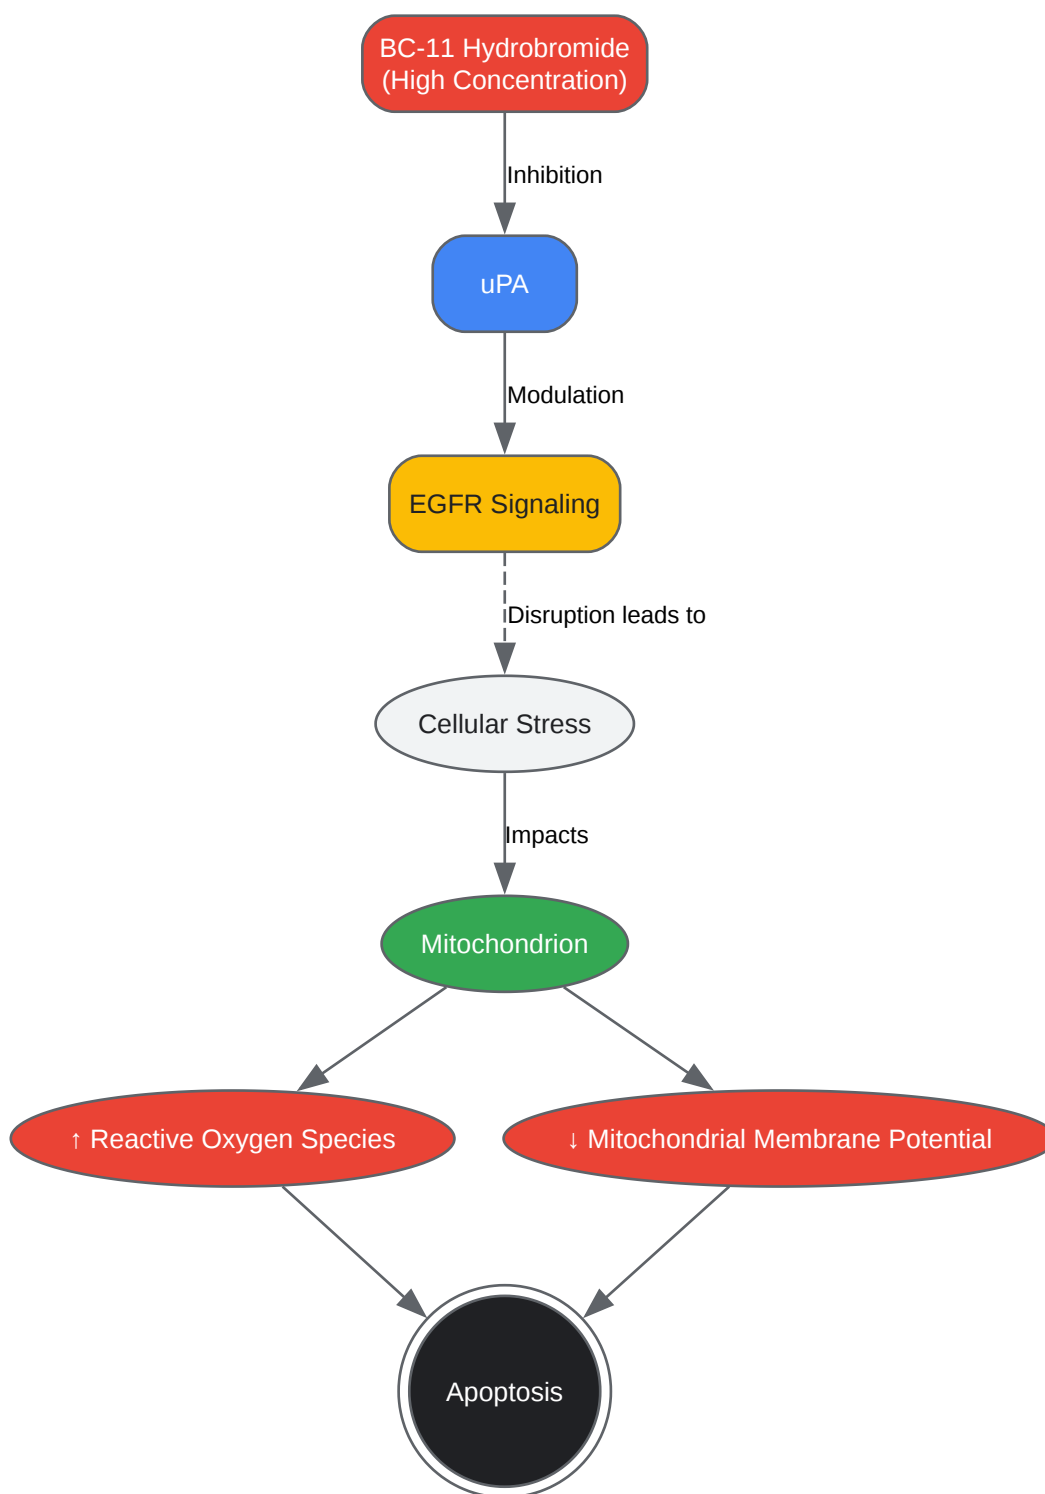 BC-11 Hydrobromide
(High Concentration)
Inhibition
uPA
Modulation
EGFR Signaling
Disruption leads to
Cellular Stress
Impacts
Mitochondrion
↑ Reactive Oxygen Species
↓ Mitochondrial Membrane Potential
Apoptosis